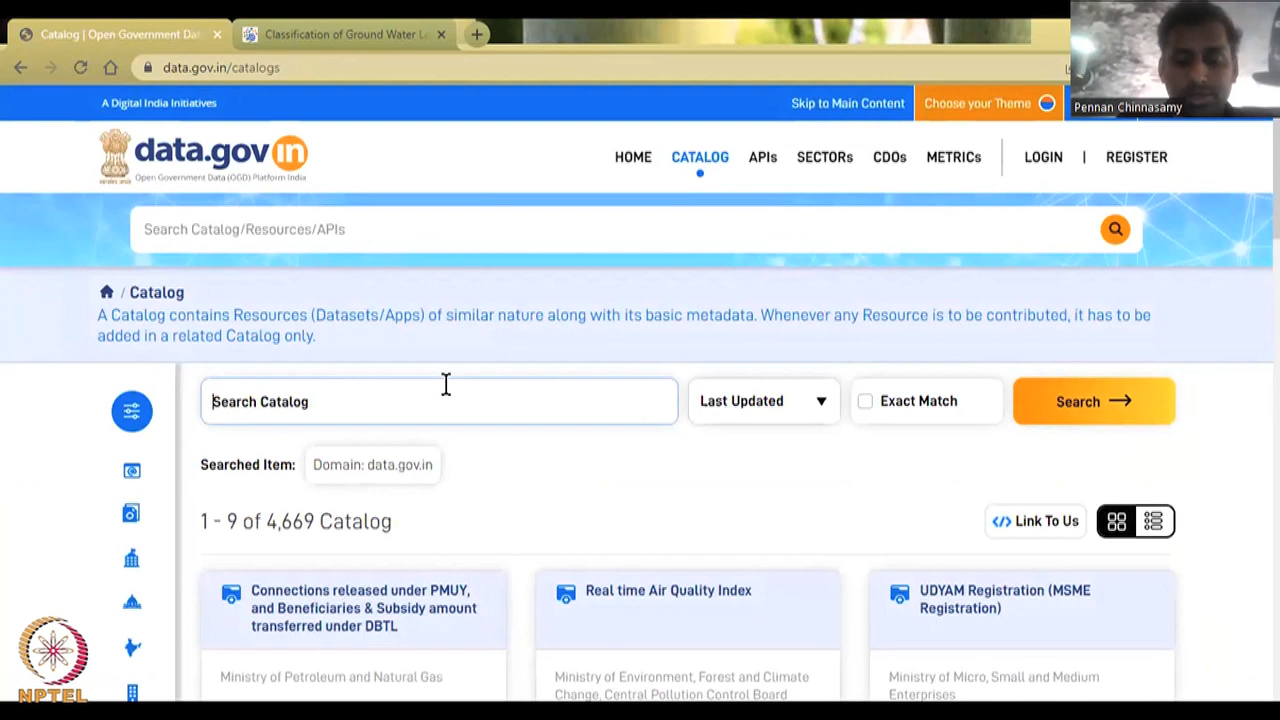 Catalog | Open Government Dat
Classification of Ground Water Le
data.gov.in/catalogs
Pennan Chinnasamy
A Digital India Initiatives
Skip to Main Content
Choose your Theme
data.gov in
Open Government Data (OGD) Platform India
HOME CATALOG APIs SECTORs CDOs METRICs LOGIN | REGISTER
Search Catalog/Resources/APIs
/ Catalog
A Catalog contains Resources (Datasets/Apps) of similar nature along with its basic metadata. Whenever any Resource is to be contributed, it has to be
added in a related Catalog only.
Search Catalog
Last Updated
Exact Match
Search
Searched Item: Domain: data.gov.in
1 - 9 of 4,669 Catalog
</> Link To Us
Connections released under PMUY,
and Beneficiaries & Subsidy amount
transferred under DBTL
Ministry of Petroleum and Natural Gas
Real time Air Quality Index
Ministry of Environment, Forest and Climate
Change, Central Pollution Control Board
UDYAM Registration (MSME
Registration)
Ministry of Micro, Small and Medium
Enterprises
NPTEL